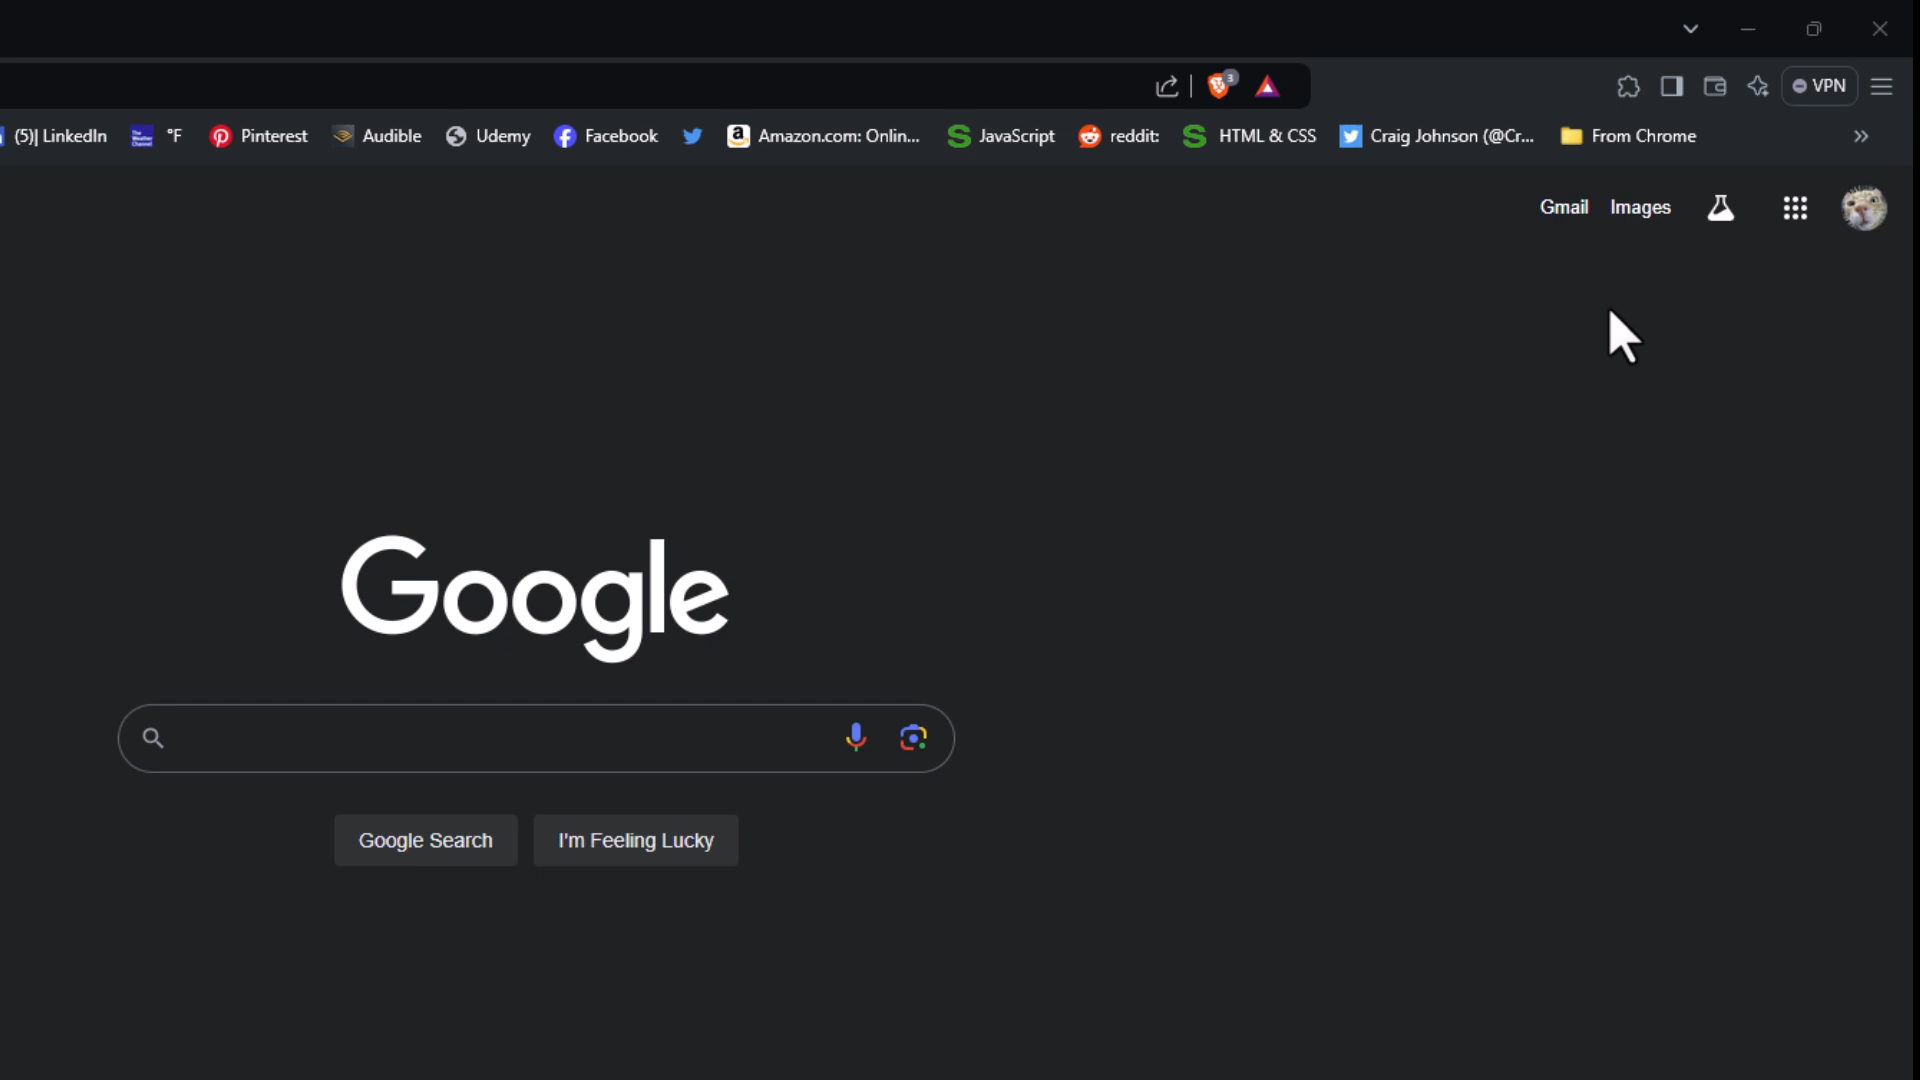 3
VPN
(5)| LinkedIn °F Pinterest Audible Udemy Facebook Amazon.com: Onlin... JavaScript reddit: HTML & CSS Craig Johnson (@Cr... From Chrome
Gmail Images
Google
Google Search I'm Feeling Lucky